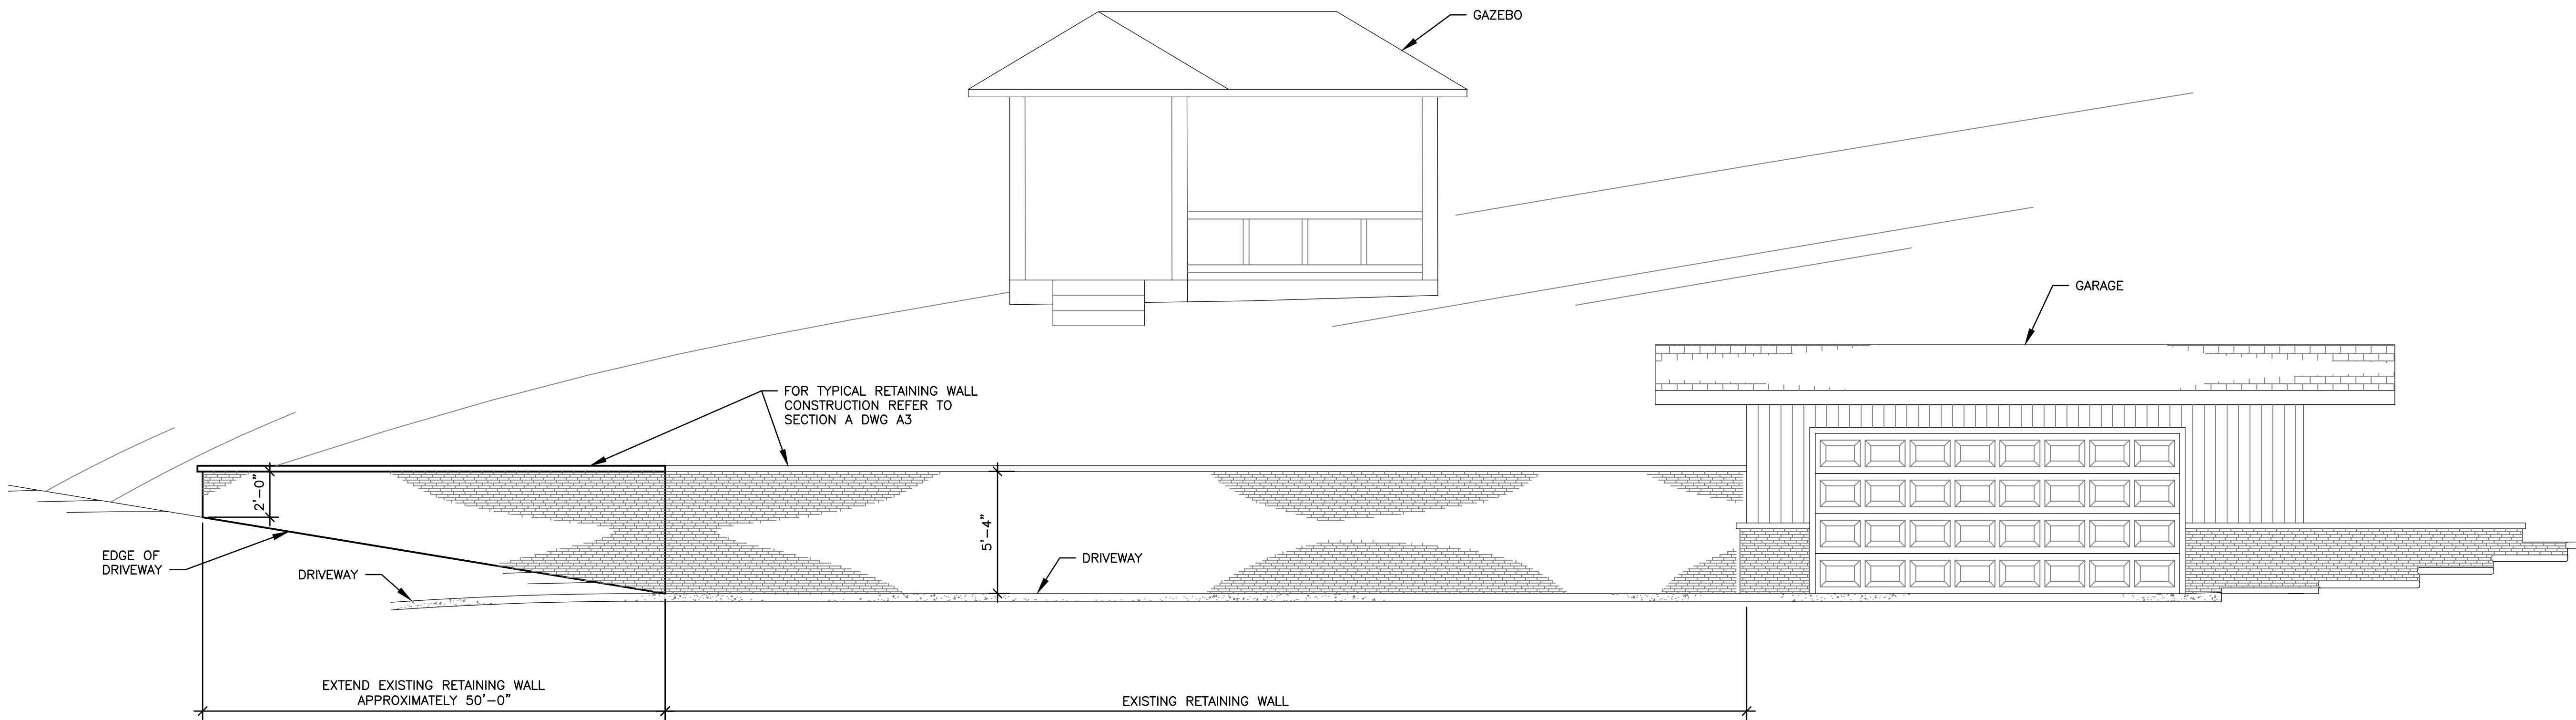 GAZEBO
GARAGE
FOR TYPICAL RETAINING WALL
CONSTRUCTION REFER TO
SECTION A DWG A3
2'-0"
5'-4"
EDGE OF
DRIVEWAY
DRIVEWAY
DRIVEWAY
EXTEND EXISTING RETAINING WALL
APPROXIMATELY 50'-0"
EXISTING RETAINING WALL